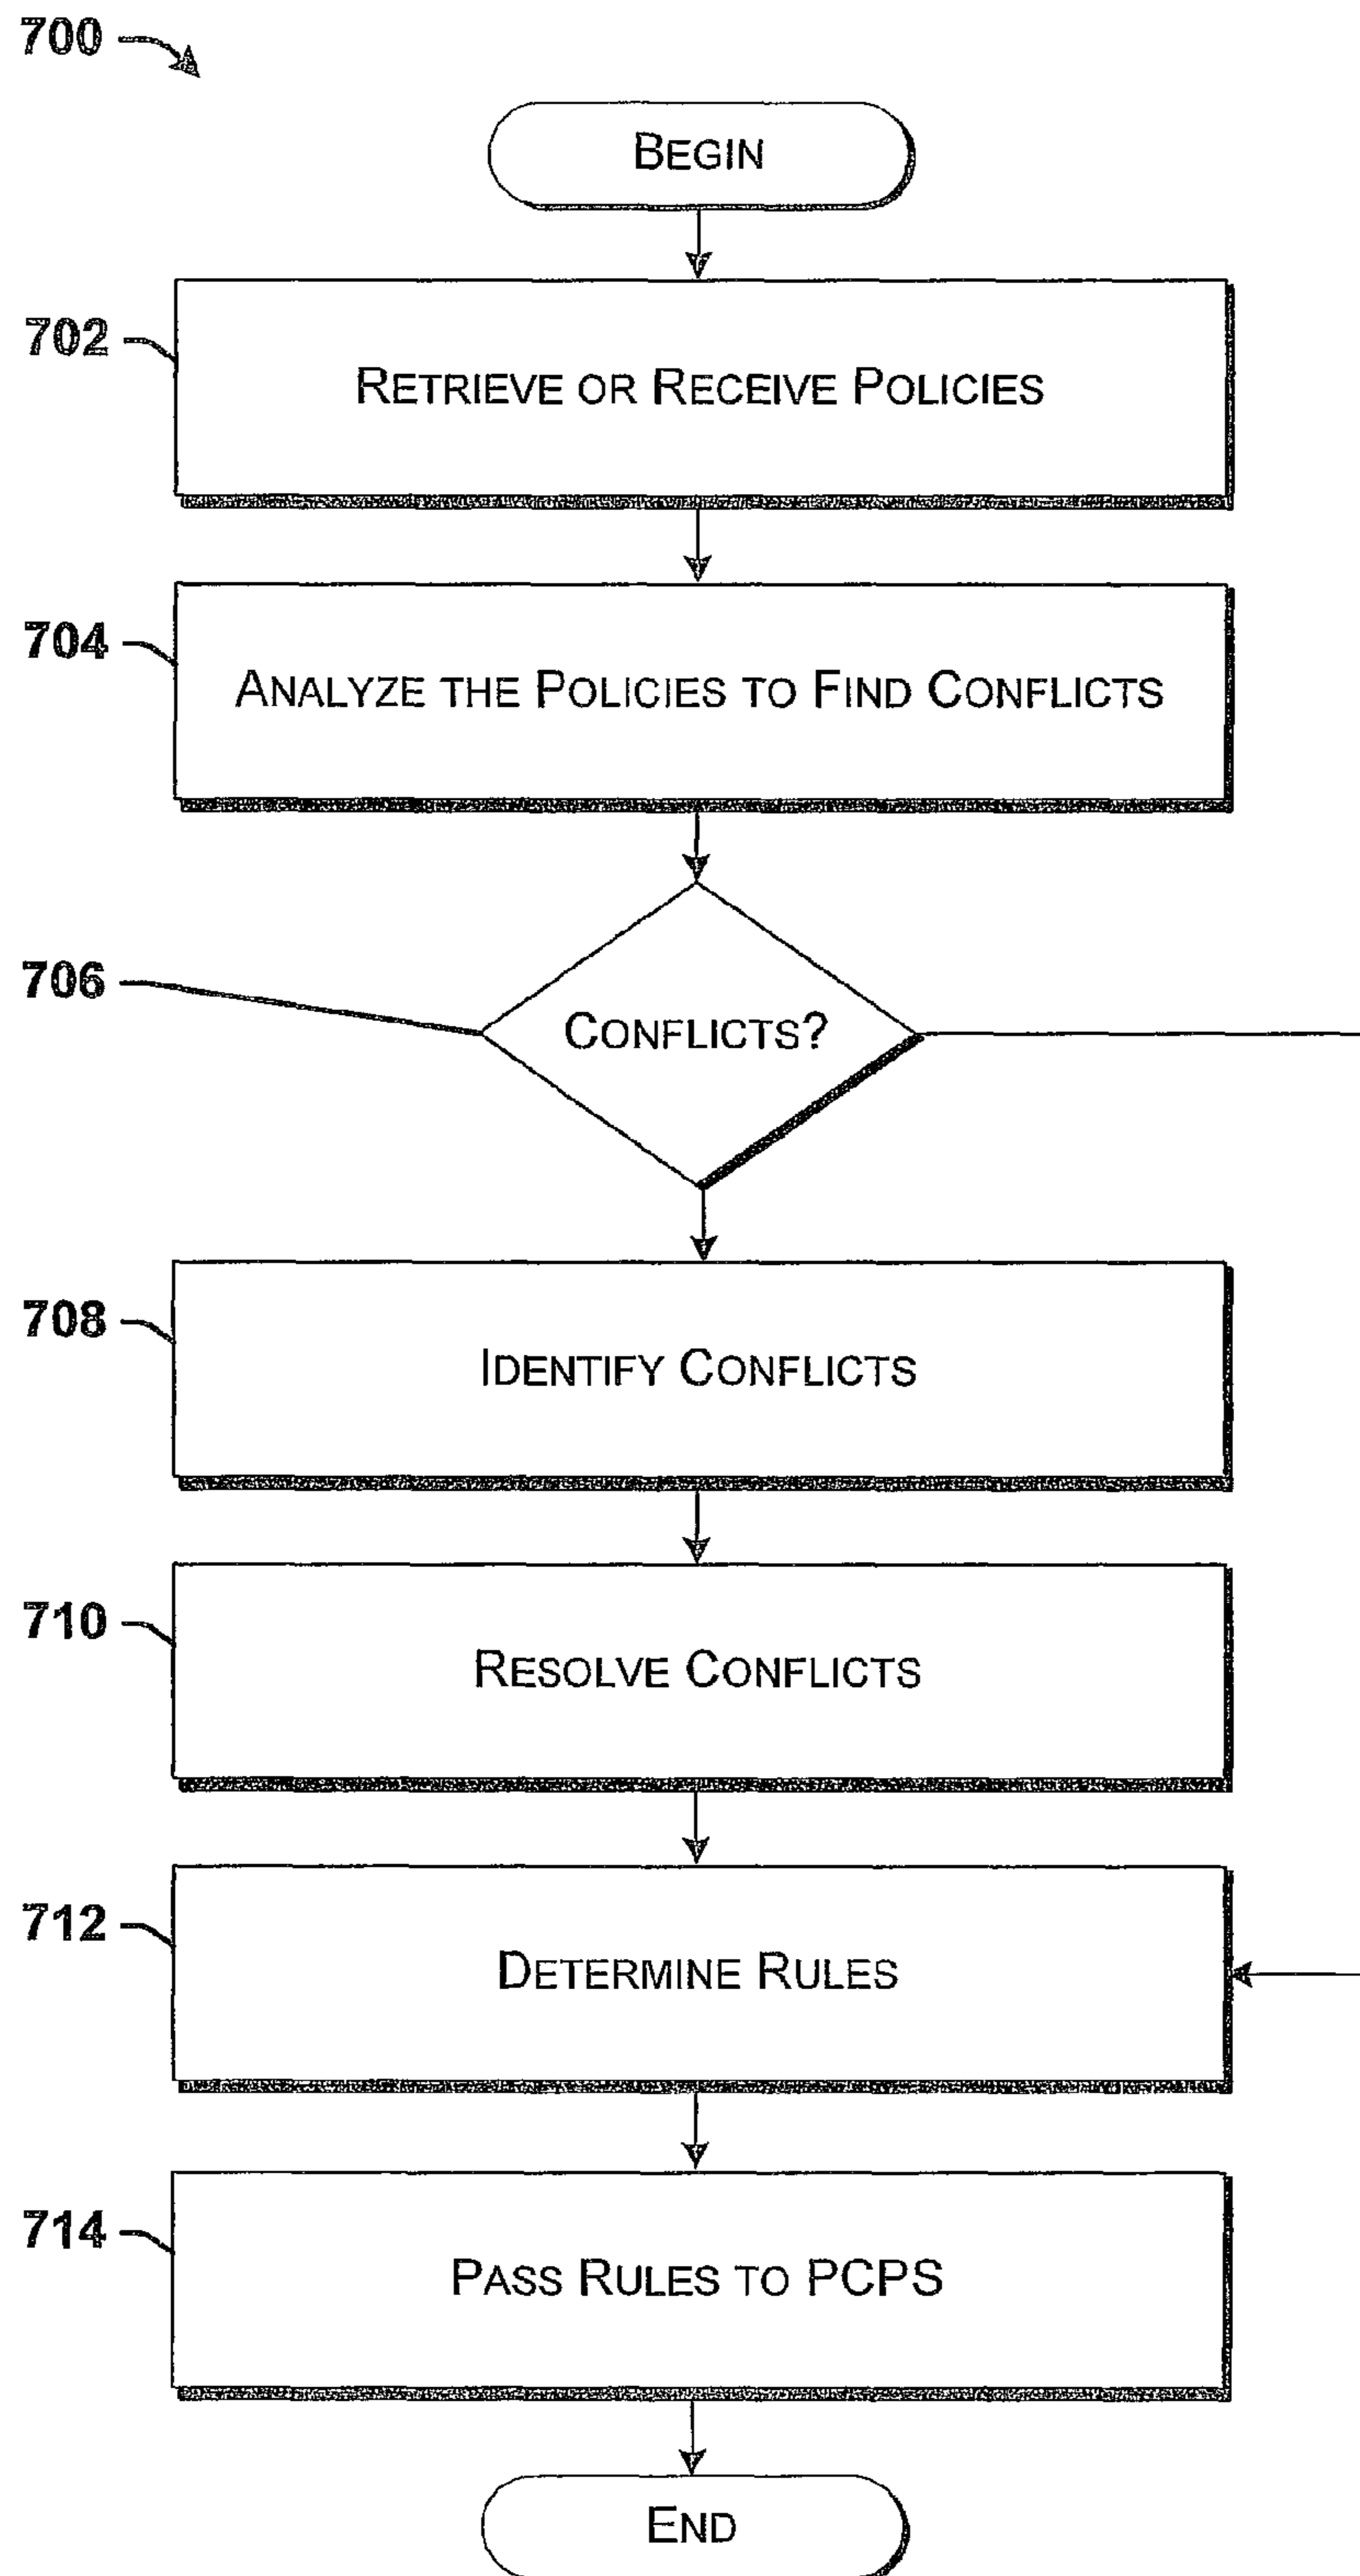 700
BEGIN
702
RETRIEVE OR RECEIVE POLICIES
704
ANALYZE THE POLICIES TO FIND CONFLICTS
706
CONFLICTS?
708
IDENTIFY CONFLICTS
710
RESOLVE CONFLICTS
712
DETERMINE RULES
714
PASS RULES TO PCPS
END